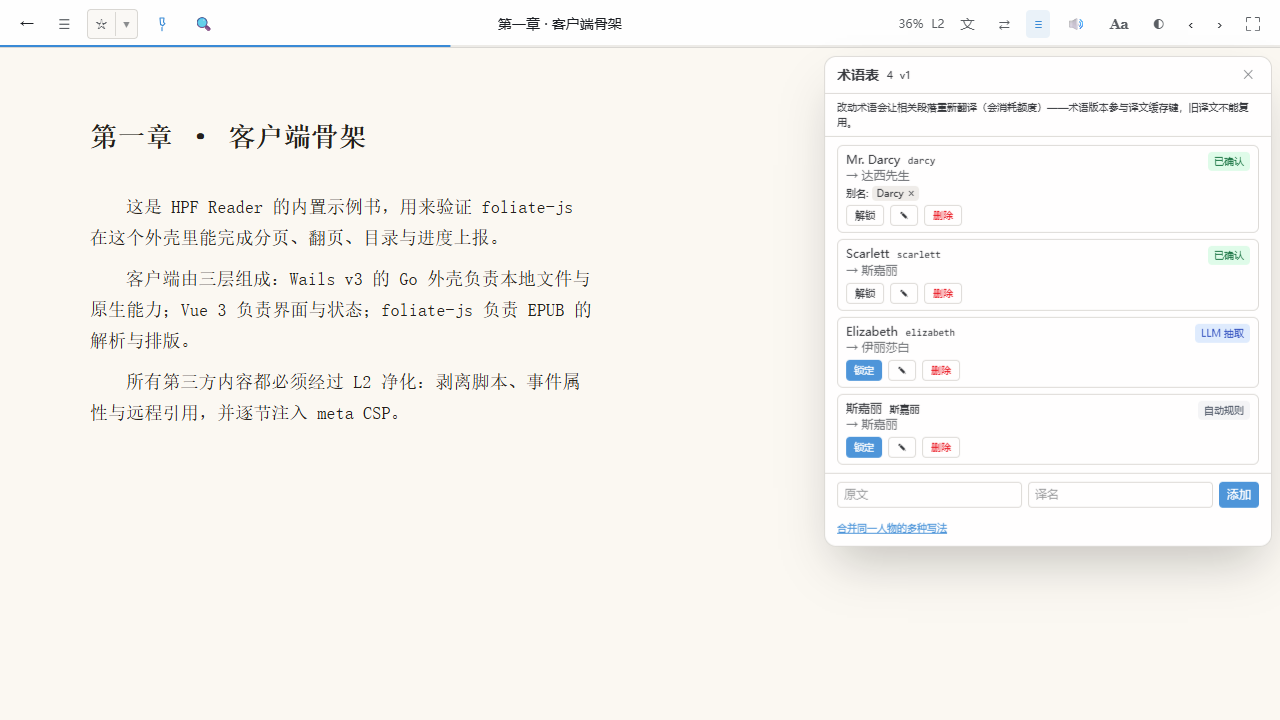 第一章 · 客户端骨架
36% L2 文
Aa
术语表 4 v1
改动术语会让相关段落重新翻译（会消耗额度）——术语版本参与译文缓存键，旧译文不能复
用。
第一章 · 客户端骨架
这是 HPF Reader 的内置示例书，用来验证 foliate-js
在这个外壳里能完成分页、翻页、目录与进度上报。
客户端由三层组成：Wails v3 的 Go 外壳负责本地文件与
原生能力；Vue 3 负责界面与状态；foliate-js 负责 EPUB 的
解析与排版。
所有第三方内容都必须经过 L2 净化：剥离脚本、事件属
性与远程引用，并逐节注入 meta CSP。
Mr. Darcy darcy 已确认
→ 达西先生
别名: Darcy ×
解锁 删除
Scarlett scarlett 已确认
→ 斯嘉丽
解锁 删除
Elizabeth elizabeth LLM 抽取
→ 伊丽莎白
锁定 删除
斯嘉丽 斯嘉丽 自动规则
→ 斯嘉丽
锁定 删除
原文 译名 添加
合并同一人物的多种写法